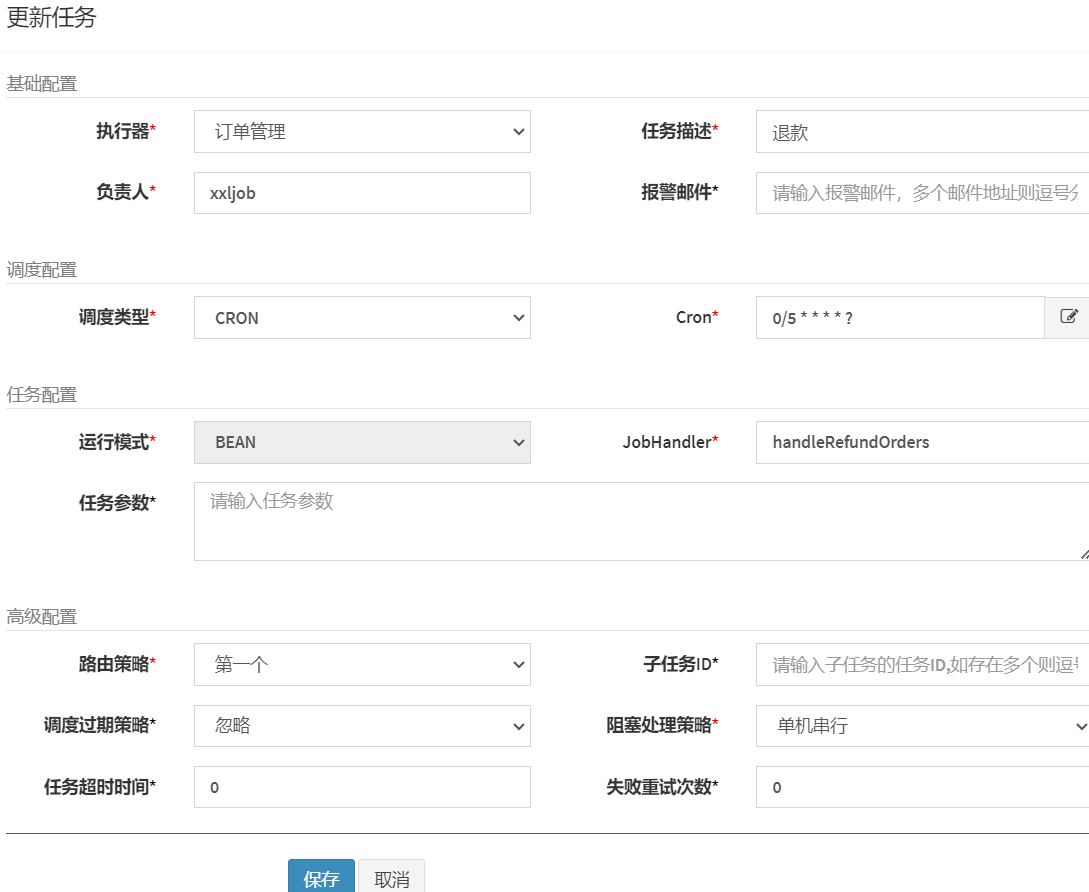 更新任务
基础配置
执行器* 订单管理 任务描述* 退款
负责人* xxljob 报警邮件* 请输入报警邮件，多个邮件地址则逗号
调度配置
调度类型* CRON Cron* 0/5 * * * * ?
任务配置
运行模式* BEAN JobHandler* handleRefundOrders
任务参数* 请输入任务参数
高级配置
路由策略* 第一个 子任务ID* 请输入子任务的任务ID,如存在多个则逗
调度过期策略* 忽略 阻塞处理策略* 单机串行
任务超时时间* 0 失败重试次数* 0
保存 取消